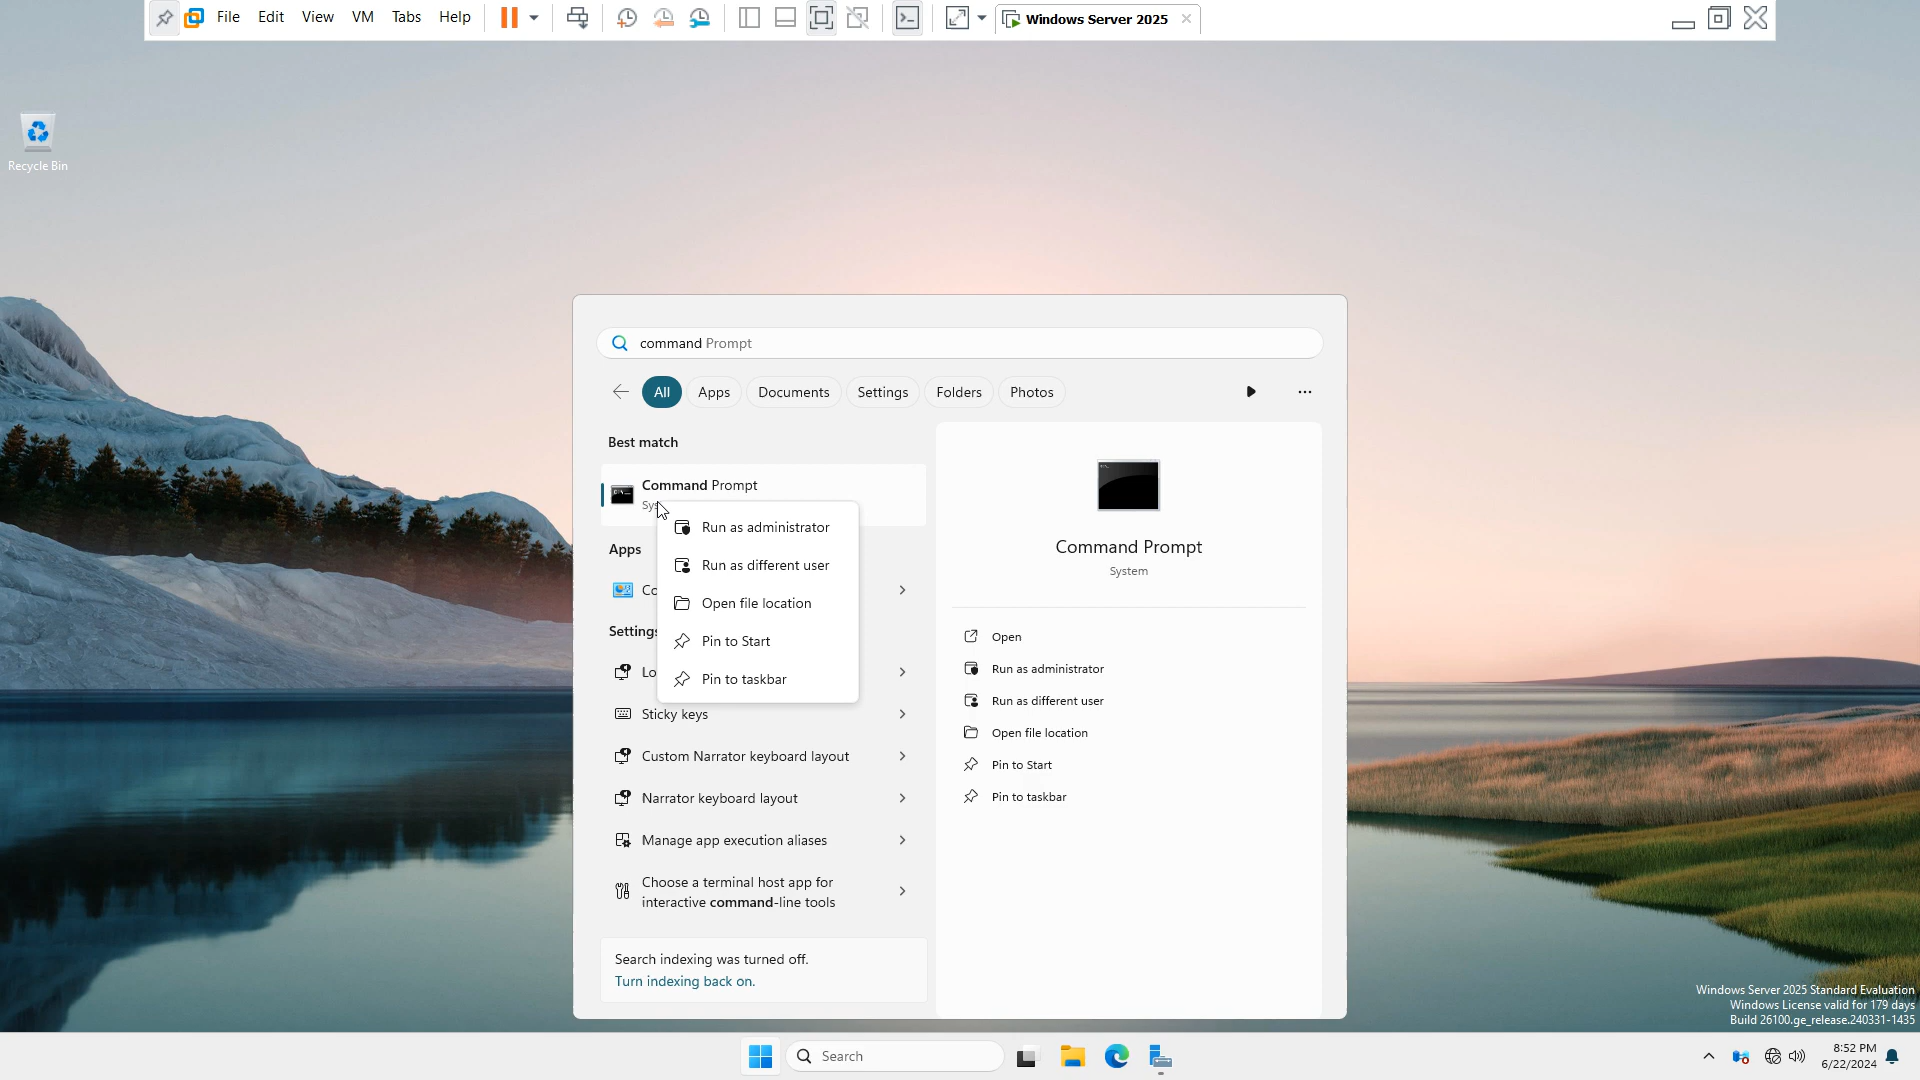 File Edit View VM Tabs Help Windows Server 2025
Recycle Bin
command Prompt
All Apps Documents Settings Folders Photos
Best match
Command Prompt
Run as administrator
Run as different user
Open file location
Pin to Start
Pin to taskbar
Apps
Settings
Sticky keys
Custom Narrator keyboard layout
Narrator keyboard layout
Manage app execution aliases
Choose a terminal host app for
interactive command-line tools
Search indexing was turned off.
Turn indexing back on.
Command Prompt
System
Open
Run as administrator
Run as different user
Open file location
Pin to Start
Pin to taskbar
Windows Server 2025 Standard Evaluation
Windows License valid for 179 days
Build 26100.ge_release.240331-1435
Search
8:52 PM
6/22/2024